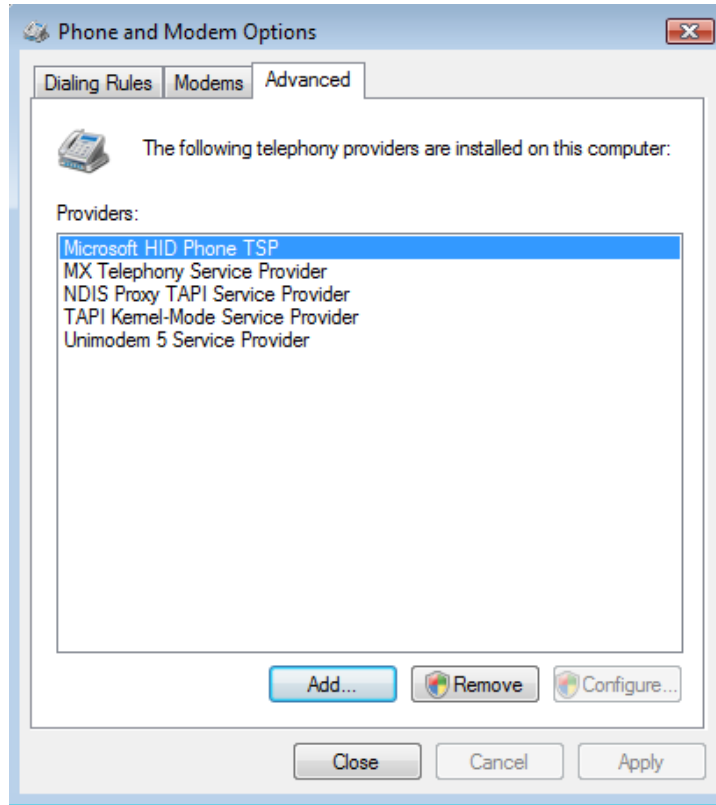 Phone and Modem Options
Dialing Rules
Modems
Advanced
The following telephony providers are installed on this computer:
Providers:
Microsoft HID Phone TSP
MX Telephony Service Provider
NDIS Proxy TAPI Service Provider
TAPI Kernel-Mode Service Provider
Unimodem 5 Service Provider
Add...
Remove
Configure...
Close
Cancel
Apply